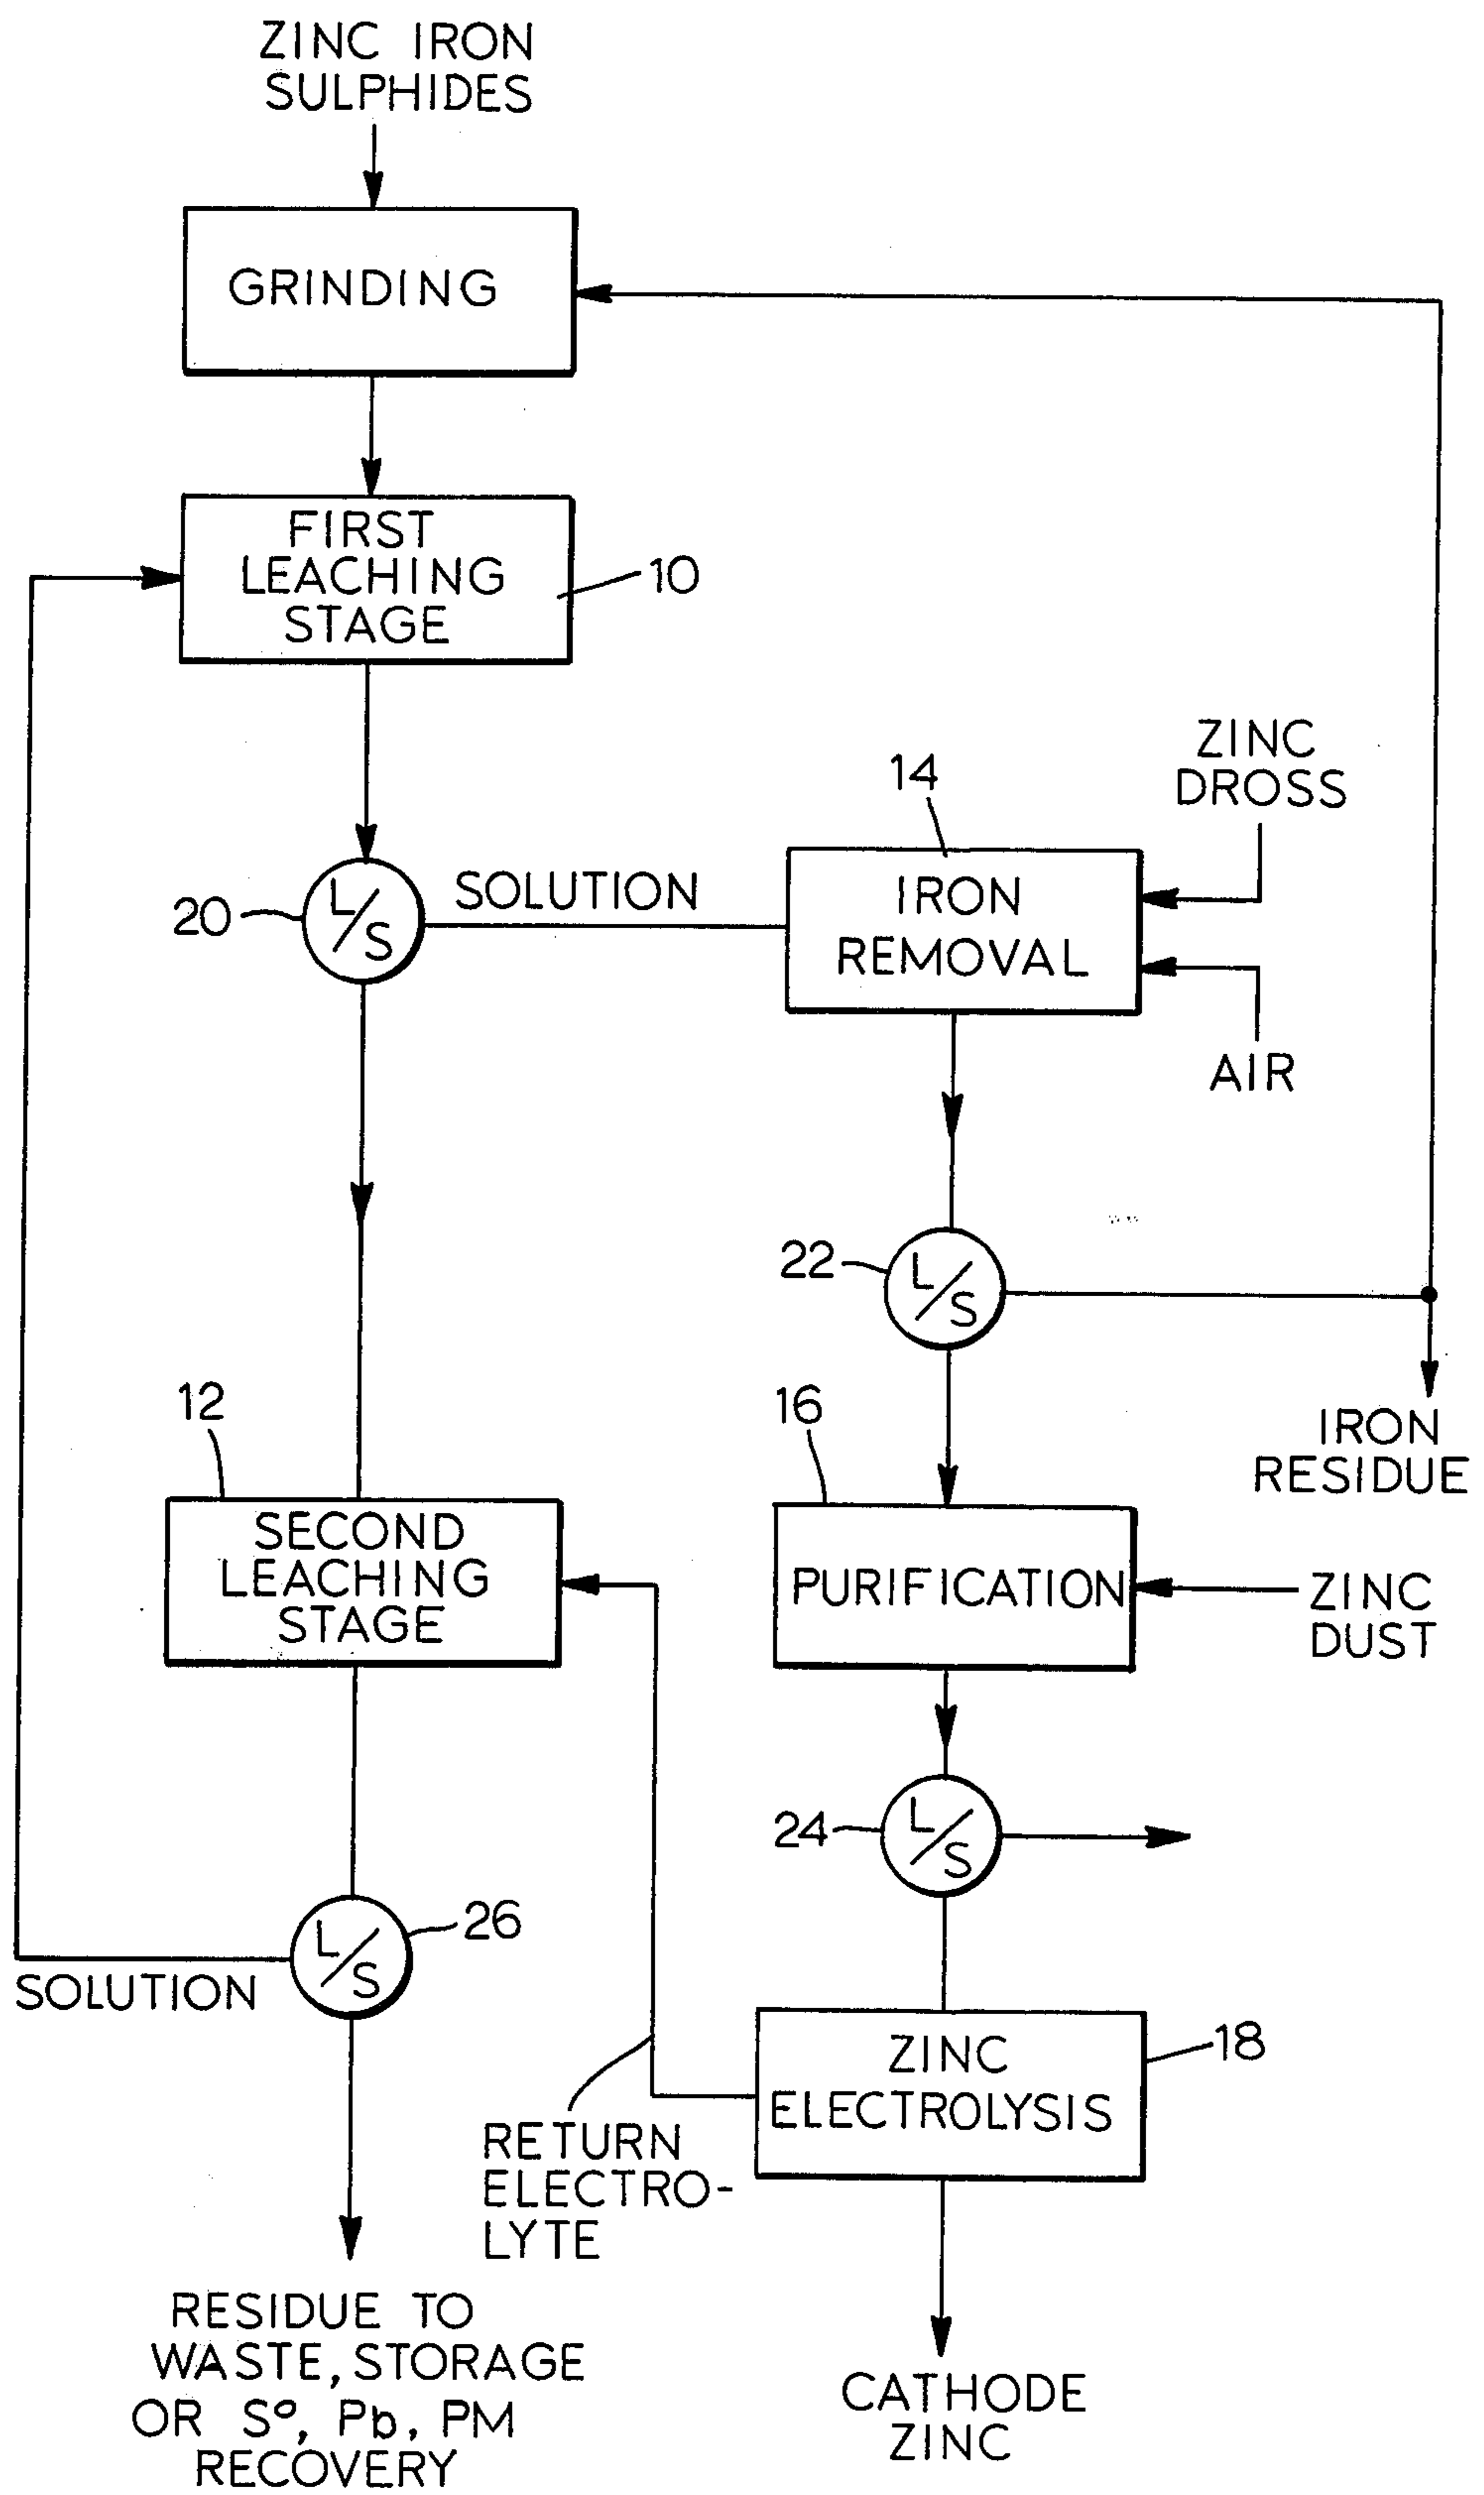 ZINC IRON
SULPHIDES
GRINDING
FIRST
LEACHING
STAGE
10
ZINC
DROSS
14
IRON
REMOVAL
SOLUTION
20
L/S
AIR
22
L/S
12
16
IRON
RESIDUE
SECOND
LEACHING
STAGE
PURIFICATION
ZINC
DUST
24
L/S
26
L/S
SOLUTION
ZINC
ELECTROLYSIS
18
RETURN
ELECTRO-
LYTE
RESIDUE TO
WASTE, STORAGE
OR Sº, Pb, PM
RECOVERY
CATHODE
ZINC